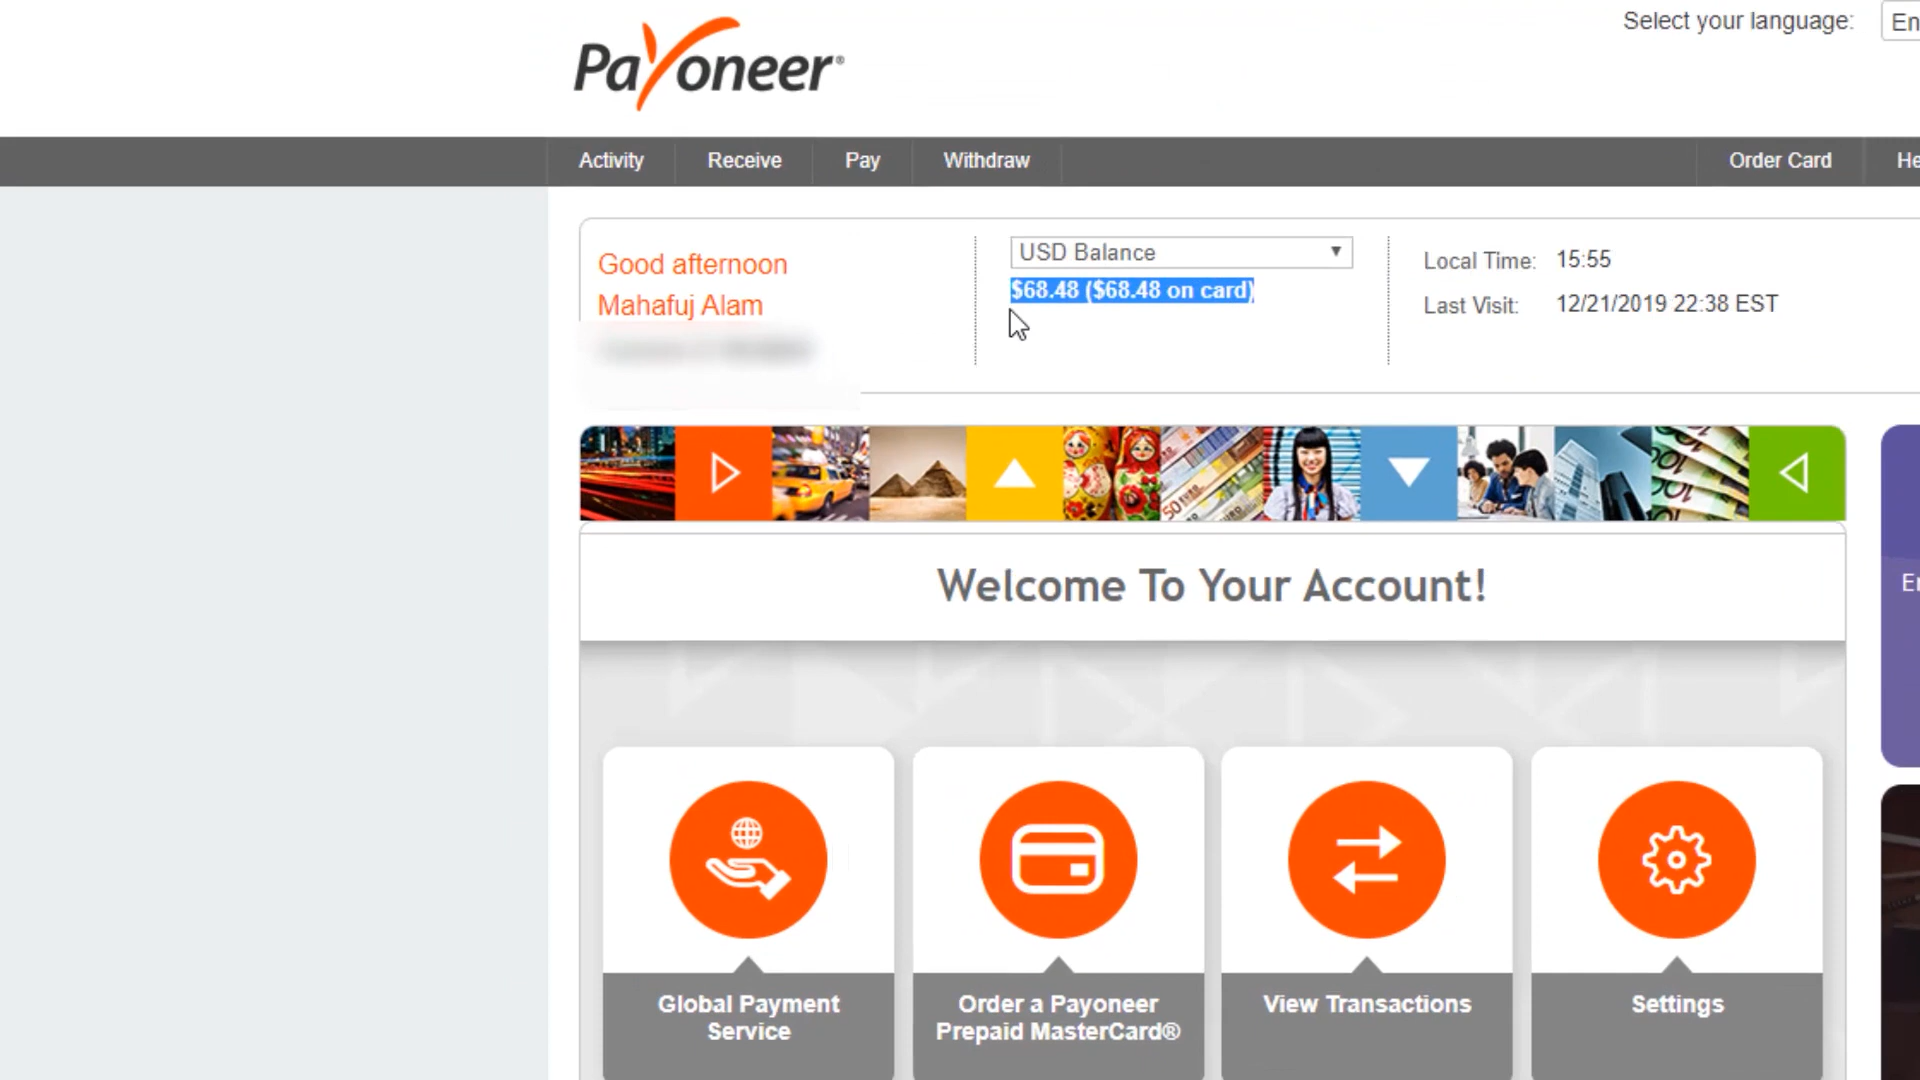 Select your language:
En
Payoneer®
Activity
Receive
Pay
Withdraw
Order Card
He
Good afternoon
Mahafuj Alam
USD Balance
$68.48 ($68.48 on card)
Local Time: 15:55
Last Visit: 12/21/2019 22:38 EST
Welcome To Your Account!
Global Payment
Service
Order a Payoneer
Prepaid MasterCard®
View Transactions
Settings